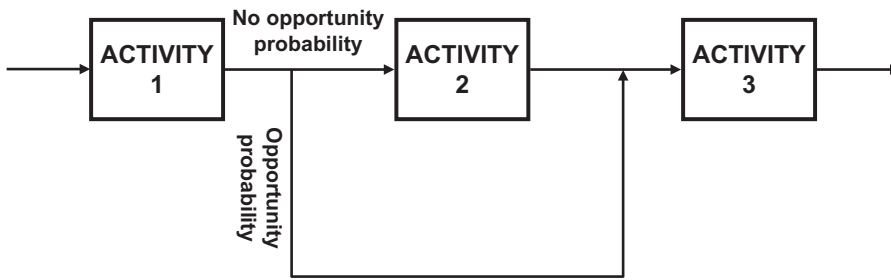 No opportunity
probability
ACTIVITY
1
ACTIVITY
2
ACTIVITY
3
Opportunity
probability